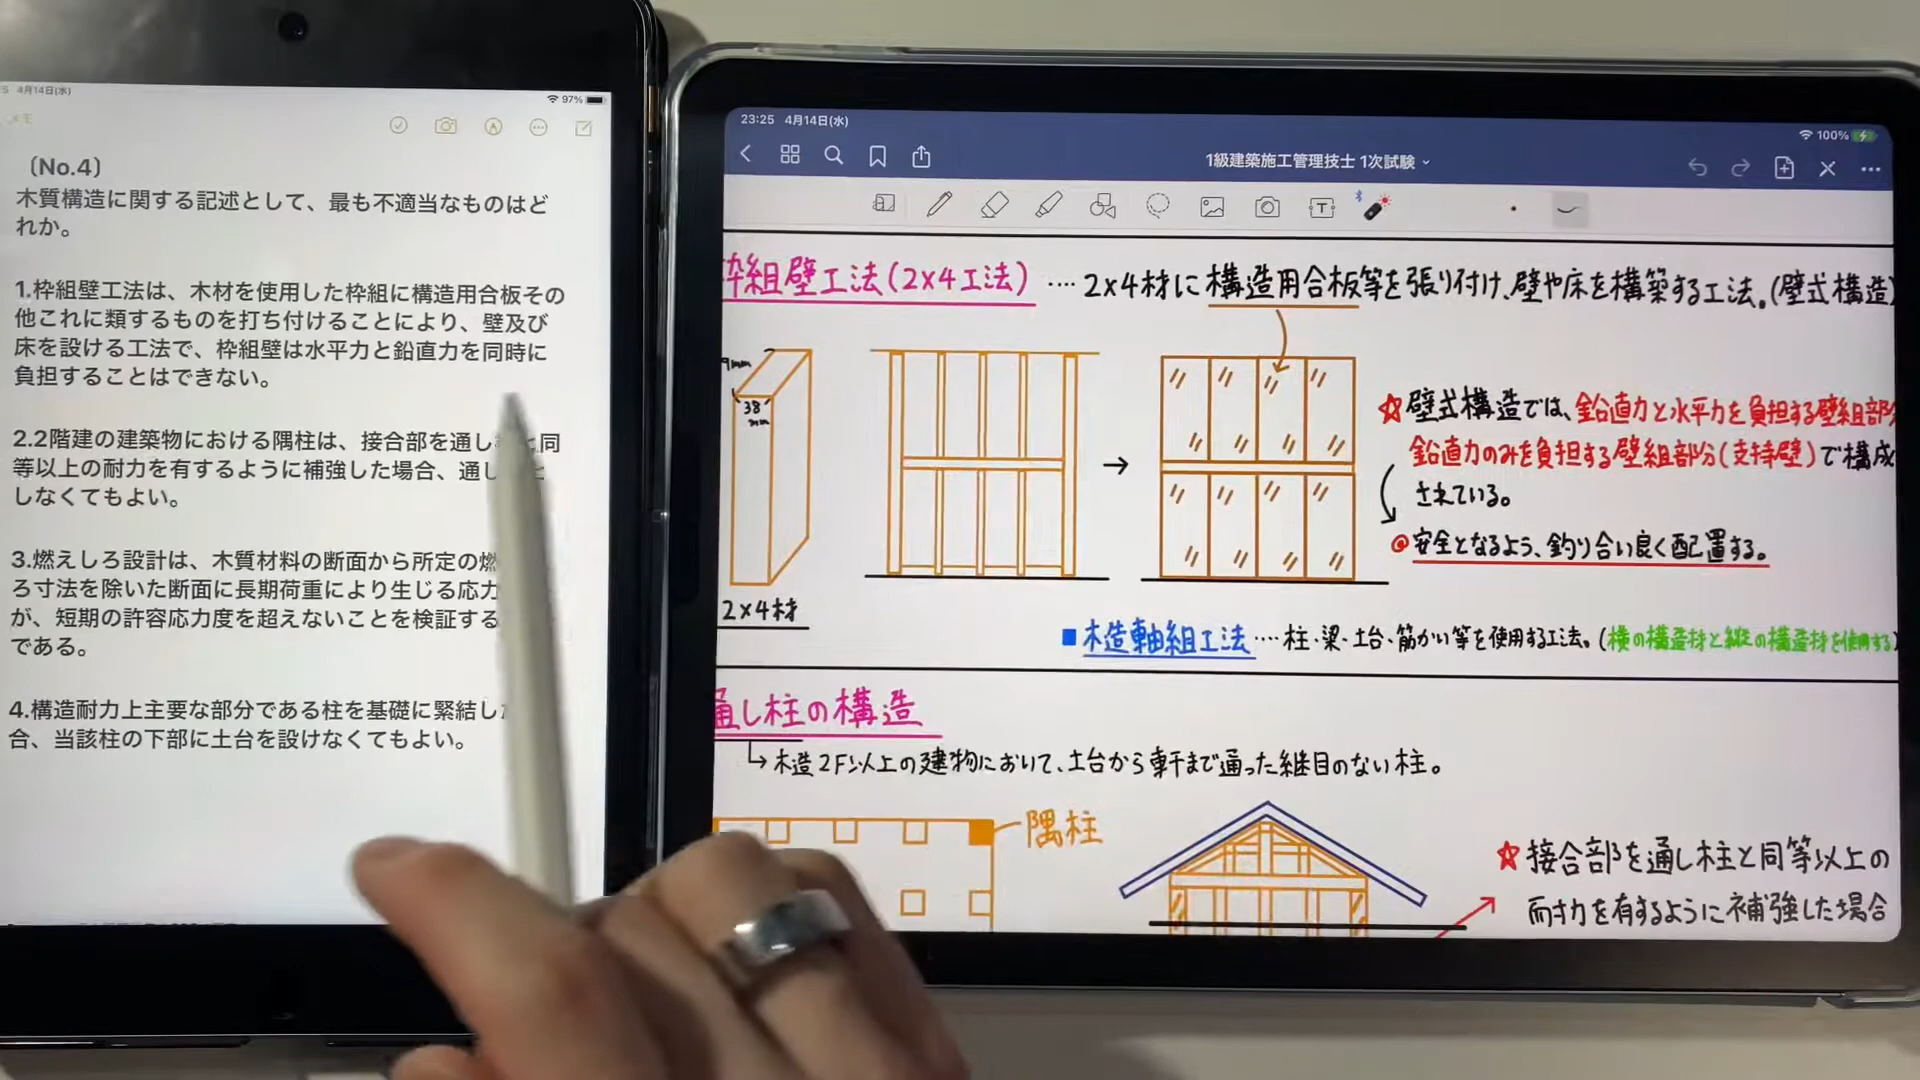 4月14日(水)
97%
メモ
〔No.4〕
木質構造に関する記述として、最も不適当なものはど
れか。
1.枠組壁工法は、木材を使用した枠組に構造用合板その
他これに類するものを打ち付けることにより、壁及び
床を設ける工法で、枠組壁は水平力と鉛直力を同時に
負担することはできない。
2.2階建の建築物における隅柱は、接合部を通し 同
等以上の耐力を有するように補強した場合、通し
しなくてもよい。
3.燃えしろ設計は、木質材料の断面から所定の燃
ろ寸法を除いた断面に長期荷重により生じる応力
が、短期の許容応力度を超えないことを検証する
である。
4.構造耐力上主要な部分である柱を基礎に緊結し
合、当該柱の下部に土台を設けなくてもよい。
23:25 4月14日(水)
100%
1級建築施工管理技士 1次試験
枠組壁工法(2×4工法) ‥‥ 2×4材に構造用合板等を張り付け、壁や床を構築する工法。(壁式構造)
9mm
38
mm
2×4材
☆壁式構造では、鉛直力と水平力を負担する壁組部分
鉛直力のみを負担する壁組部分(支持壁)で構成
されている。
◎安全となるよう、釣り合い良く配置する。
■木造軸組工法‥‥柱・梁・土台・筋かい等を使用する工法。(横の構造材と縦の構造材を使用する)
通し柱の構造
↳木造2F以上の建物において、土台から軒まで通った継目のない柱。
隅柱
☆接合部を通し柱と同等以上の
耐力を有するように補強した場合